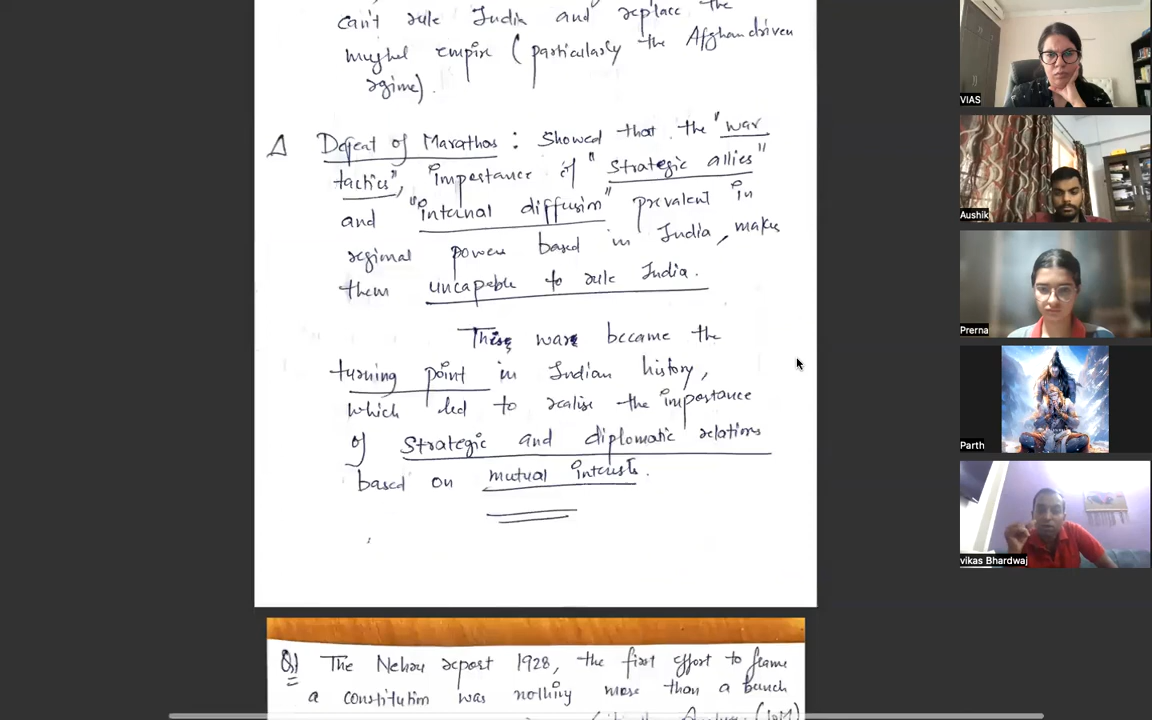 can't rule India and replace the
mughel empire (particularly the Afghan driven
regime).
Δ Defeat of Marathas : Showed that the "war
tactics", importance of "strategic allies"
and "internal diffusion" prevalent in
regional powers based in India, makes
them uncapable to rule India.
These wars became the
turning point in Indian history,
which led to realise the importance
of strategic and diplomatic relations
based on mutual interests.
Q) The Nehru report 1928, the first effort to frame
a constitution was nothing more than a bunch
VIAS
Aushik
Prerna
Parth
vikas Bhardwaj